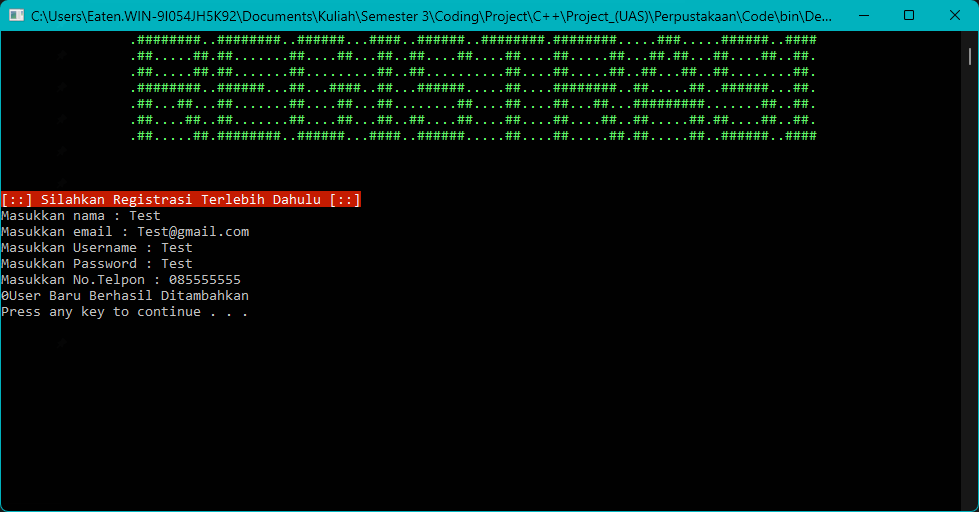 C:\Users\Eaten.WIN-9I054JH5K92\Documents\Kuliah\Semester 3\Coding\Project\C++\Project_(UAS)\Perpustakaan\Code\bin\De...
.########..########..######...####..######..########.########.....###.....######..####
.##.....##.##.......##....##...##..##....##....##....##.....##...##.##...##....##..##.
.##.....##.##.......##.........##..##..........##....##.....##..##...##..##........##.
.########..######...##...####..##...######.....##....########..##.....##..######...##.
.##...##...##.......##....##...##........##....##....##...##...#########.......##..##.
.##....##..##.......##....##...##..##....##....##....##....##..##.....##.##....##..##.
.##.....##.########..######...####..######.....##....##.....##.##.....##..######..####
[::] Silahkan Registrasi Terlebih Dahulu [::]
Masukkan nama : Test
Masukkan email : Test@gmail.com
Masukkan Username : Test
Masukkan Password : Test
Masukkan No.Telpon : 085555555
0User Baru Berhasil Ditambahkan
Press any key to continue . . .